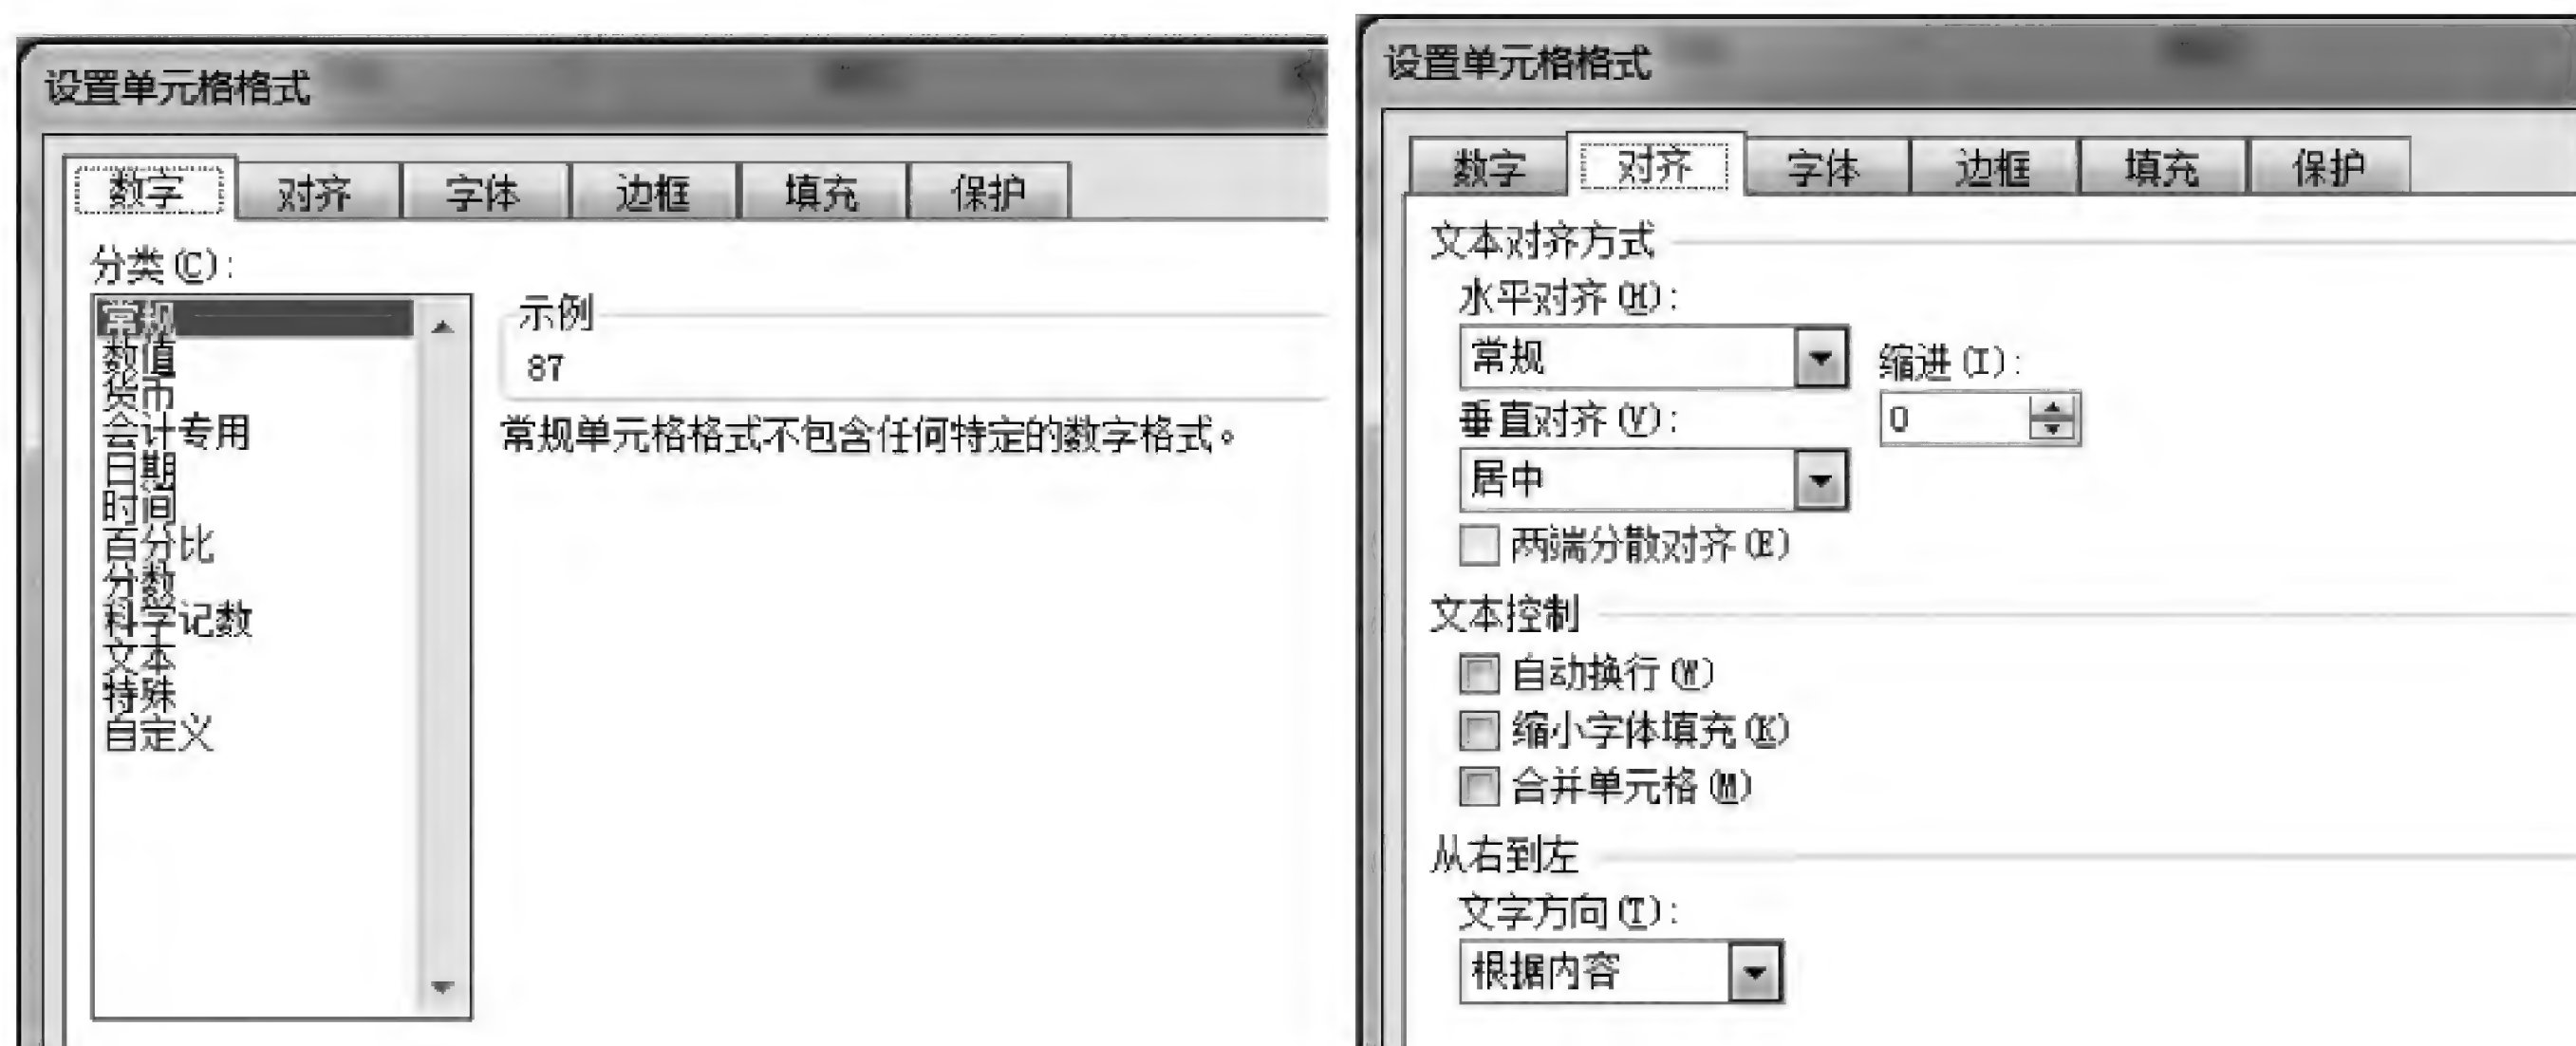 设置单元格格式
数字 对齐 字体 边框 填充 保护
分类(C):
常规
数值
货币
会计专用
日期
时间
百分比
分数
科学记数
文本
特殊
自定义
示例
87
常规单元格格式不包含任何特定的数字格式。
设置单元格格式
数字 对齐 字体 边框 填充 保护
文本对齐方式
水平对齐(H):
常规
缩进(I):
垂直对齐(V):
0
居中
两端分散对齐(E)
文本控制
自动换行(W)
缩小字体填充(K)
合并单元格(M)
从右到左
文字方向(T):
根据内容